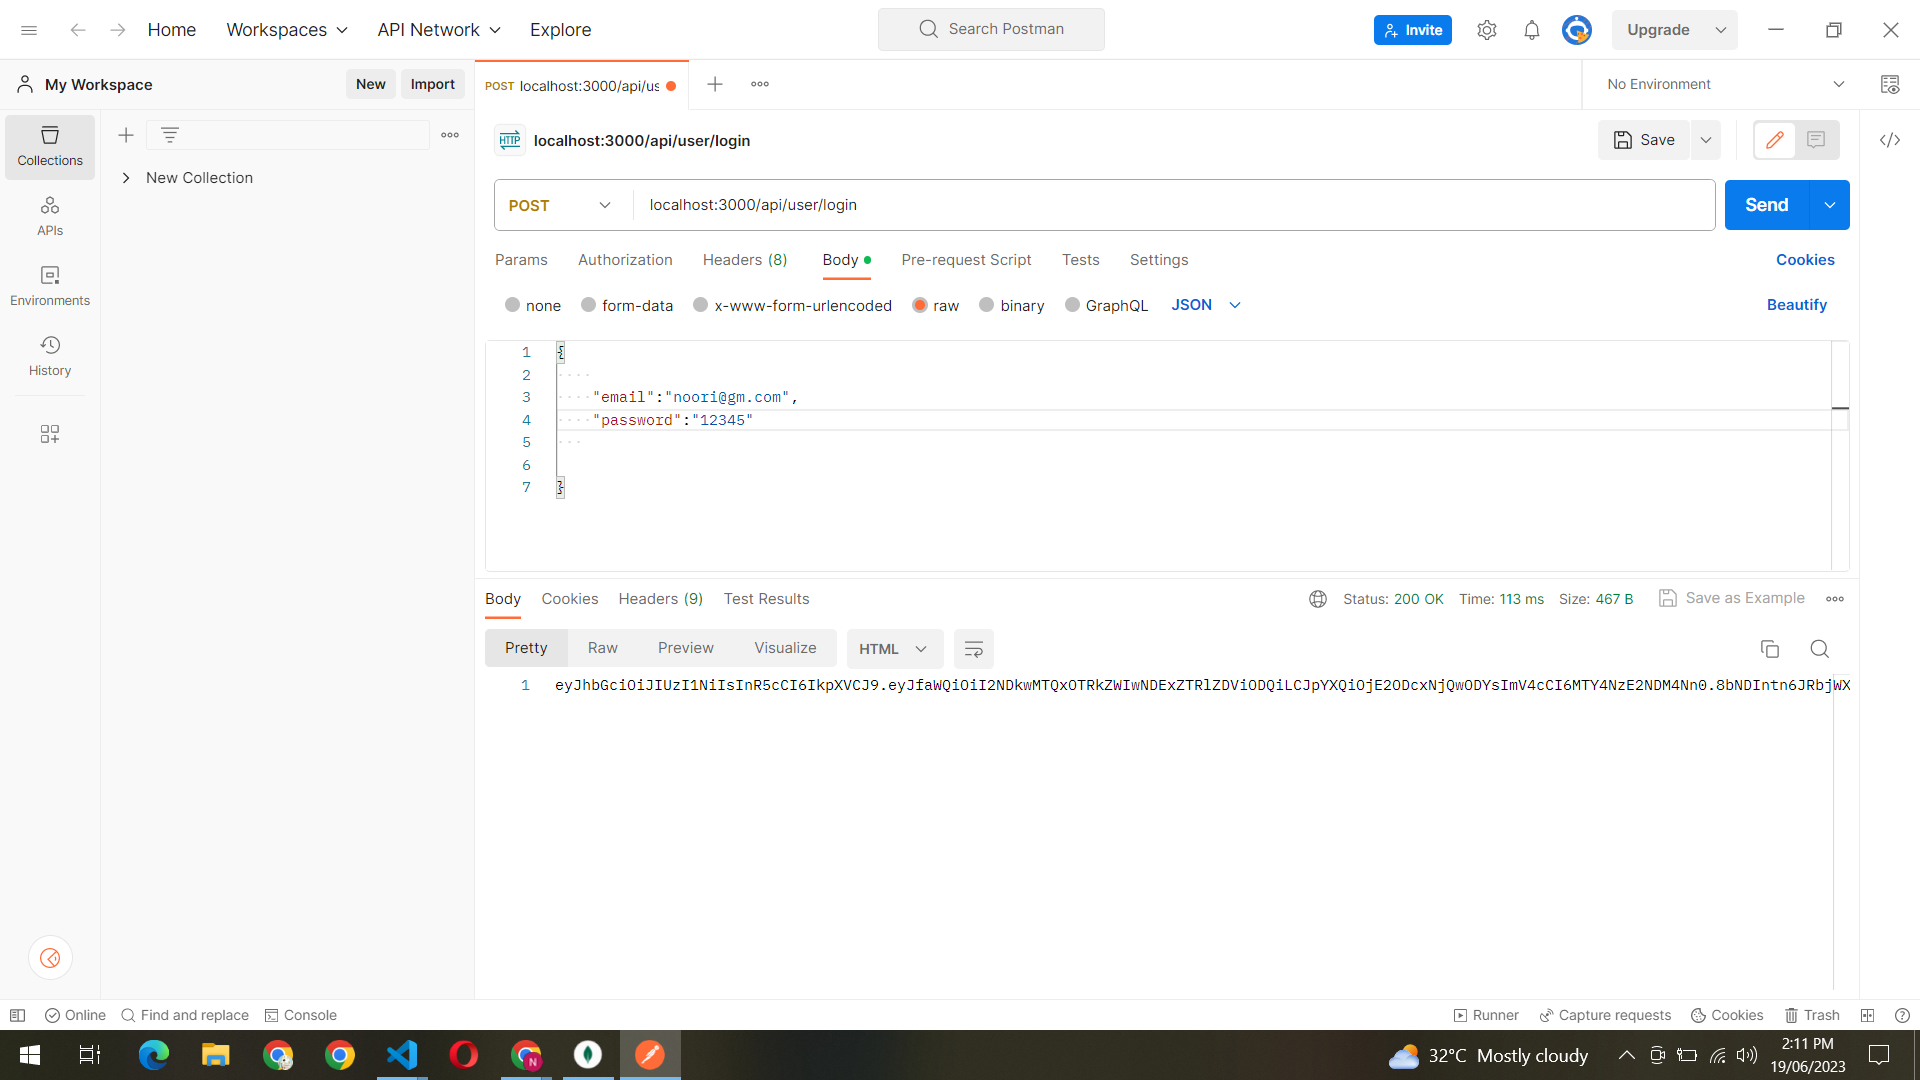 Home
Workspaces
API Network
Explore
Search Postman
Invite
Upgrade
My Workspace
New
Import
POST localhost:3000/api/us
No Environment
Collections
APIs
Environments
History
New Collection
HTTP
localhost:3000/api/user/login
Save
POST
localhost:3000/api/user/login
Send
Params
Authorization
Headers (8)
Body
Pre-request Script
Tests
Settings
Cookies
none
form-data
x-www-form-urlencoded
raw
binary
GraphQL
JSON
Beautify
1 {
2
3 "email":"noori@gm.com",
4 "password":"12345"
5
6
7 }
Body
Cookies
Headers (9)
Test Results
Status: 200 OK
Time: 113 ms
Size: 467 B
Save as Example
Pretty
Raw
Preview
Visualize
HTML
1 eyJhbGciOiJIUzI1NiIsInR5cCI6IkpXVCJ9.eyJfaWQiOiI2NDkwMTQxOTRkZWIwNDExZTRlZDViODQiLCJpYXQiOjE2ODcxNjQwODYsImV4cCI6MTY4NzE2NDM4Nn0.8bNDIntn6JRbjWX
Online
Find and replace
Console
Runner
Capture requests
Cookies
Trash
N
32°C Mostly cloudy
2:11 PM
19/06/2023